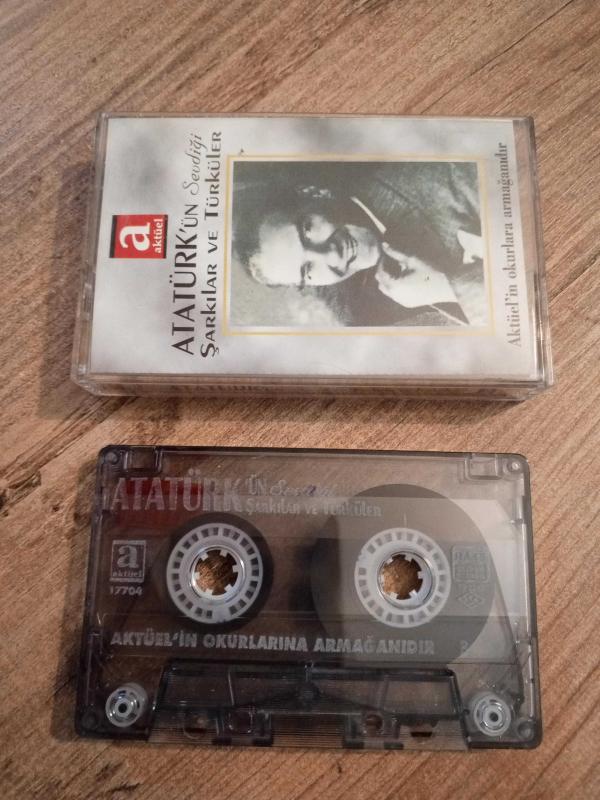 ATATÜRK'ÜN Sevdiği
ŞARKILAR VE TÜRKÜLER
a
aktüel
Aktüel'in okurlara armağanıdır
ATATÜRK'ÜN Sevdiği
ŞARKILAR VE TÜRKÜLER
a
aktüel
17704
AKTÜEL'İN OKURLARINA ARMAĞANIDIR